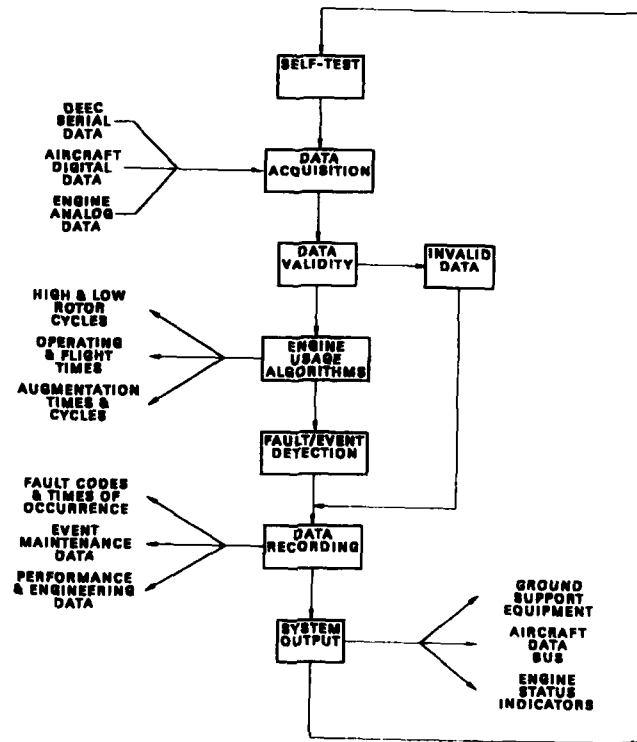 SELF-TEST
DEEC
SERIAL
DATA
AIRCRAFT
DIGITAL
DATA
ENGINE
ANALOG
DATA
DATA
ACQUISITION
DATA
VALIDITY
INVALID
DATA
HIGH & LOW
ROTOR
CYCLES
OPERATING
& FLIGHT
TIMES
AUGMENTATION
TIMES &
CYCLES
ENGINE
USAGE
ALGORITHMS
FAULT/EVENT
DETECTION
FAULT CODES
& TIMES OF
OCCURRENCE
EVENT
MAINTENANCE
DATA
PERFORMANCE
& ENGINEERING
DATA
DATA
RECORDING
SYSTEM
OUTPUT
GROUND
SUPPORT
EQUIPMENT
AIRCRAFT
DATA
BUS
ENGINE
STATUS
INDICATORS